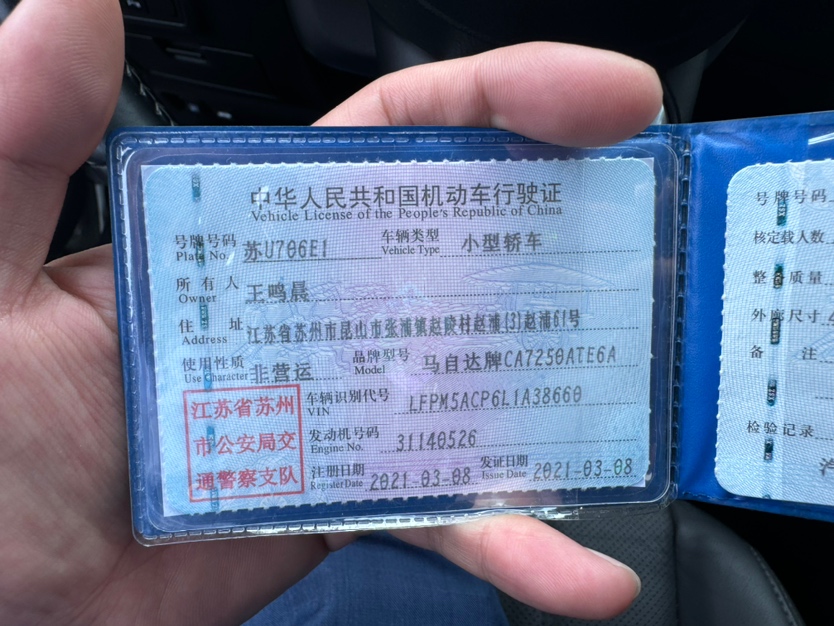 中华人民共和国机动车行驶证
Vehicle License of the People's Republic of China
号牌号码 Plate No. 苏U706E1 车辆类型 Vehicle Type 小型轿车
所有人 Owner 王鸣晨
住址 Address 江苏省苏州市昆山市张浦镇赵陵村赵浦(3)赵浦61号
使用性质 Use Character 非营运 品牌型号 Model 马自达牌CA7250ATE6A
车辆识别代号 VIN LFPM5ACP6L1A38660
发动机号码 Engine No. 31140526
注册日期 Register Date 2021-03-08 发证日期 Issue Date 2021-03-08
江苏省苏州
市公安局交
通警察支队
号牌号码
核定载人数
整备质量
外廓尺寸
备注
检验记录